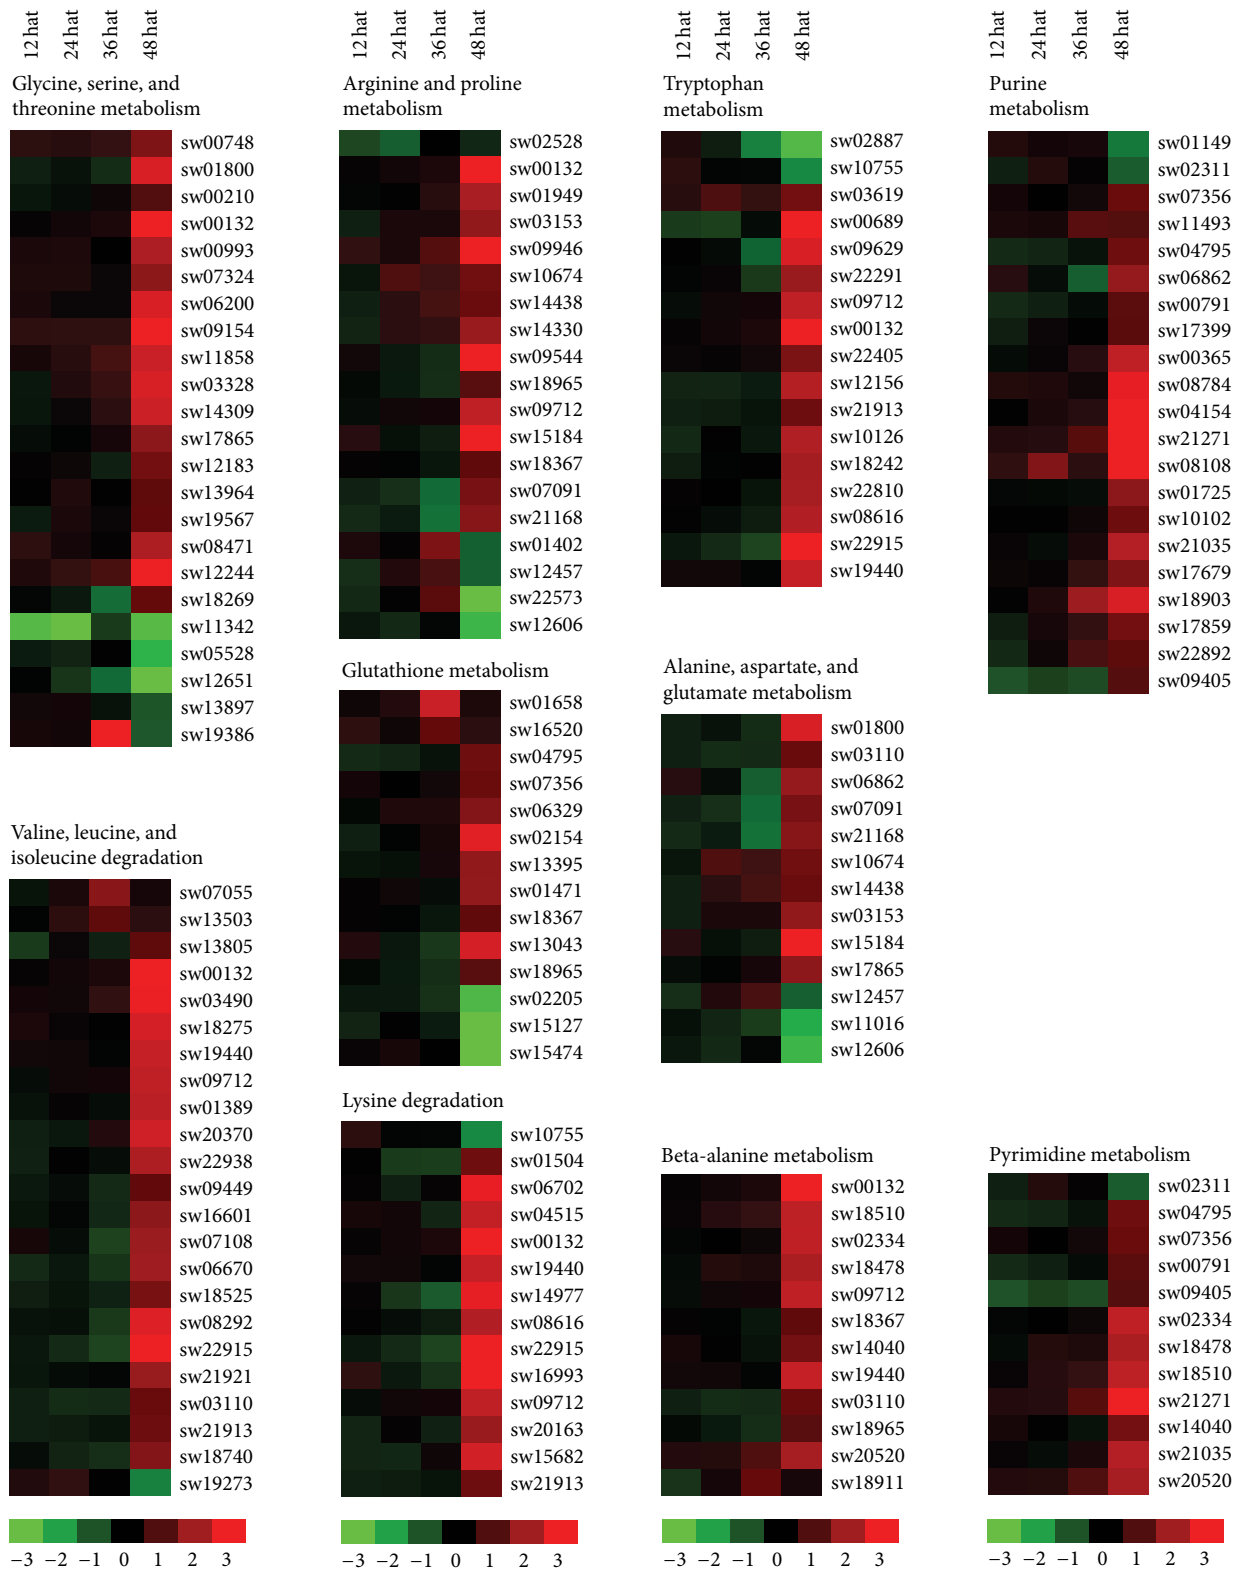 12 hat
24 hat
36 hat
48 hat
Glycine, serine, and
threonine metabolism
sw00748
sw01800
sw00210
sw00132
sw00993
sw07324
sw06200
sw09154
sw11858
sw03328
sw14309
sw17865
sw12183
sw13964
sw19567
sw08471
sw12244
sw18269
sw11342
sw05528
sw12651
sw13897
sw19386
Valine, leucine, and
isoleucine degradation
sw07055
sw13503
sw13805
sw00132
sw03490
sw18275
sw19440
sw09712
sw01389
sw20370
sw22938
sw09449
sw16601
sw07108
sw06670
sw18525
sw08292
sw22915
sw21921
sw03110
sw21913
sw18740
sw19273
−3 −2 −1 0 1 2 3
12 hat
24 hat
36 hat
48 hat
Arginine and proline
metabolism
sw02528
sw00132
sw01949
sw03153
sw09946
sw10674
sw14438
sw14330
sw09544
sw18965
sw09712
sw15184
sw18367
sw07091
sw21168
sw01402
sw12457
sw22573
sw12606
Glutathione metabolism
sw01658
sw16520
sw04795
sw07356
sw06329
sw02154
sw13395
sw01471
sw18367
sw13043
sw18965
sw02205
sw15127
sw15474
Lysine degradation
sw10755
sw01504
sw06702
sw04515
sw00132
sw19440
sw14977
sw08616
sw22915
sw16993
sw09712
sw20163
sw15682
sw21913
−3 −2 −1 0 1 2 3
12 hat
24 hat
36 hat
48 hat
Tryptophan
metabolism
sw02887
sw10755
sw03619
sw00689
sw09629
sw22291
sw09712
sw00132
sw22405
sw12156
sw21913
sw10126
sw18242
sw22810
sw08616
sw22915
sw19440
Alanine, aspartate, and
glutamate metabolism
sw01800
sw03110
sw06862
sw07091
sw21168
sw10674
sw14438
sw03153
sw15184
sw17865
sw12457
sw11016
sw12606
Beta-alanine metabolism
sw00132
sw18510
sw02334
sw18478
sw09712
sw18367
sw14040
sw19440
sw03110
sw18965
sw20520
sw18911
−3 −2 −1 0 1 2 3
12 hat
24 hat
36 hat
48 hat
Purine
metabolism
sw01149
sw02311
sw07356
sw11493
sw04795
sw06862
sw00791
sw17399
sw00365
sw08784
sw04154
sw21271
sw08108
sw01725
sw10102
sw21035
sw17679
sw18903
sw17859
sw22892
sw09405
Pyrimidine metabolism
sw02311
sw04795
sw07356
sw00791
sw09405
sw02334
sw18478
sw18510
sw21271
sw14040
sw21035
sw20520
−3 −2 −1 0 1 2 3